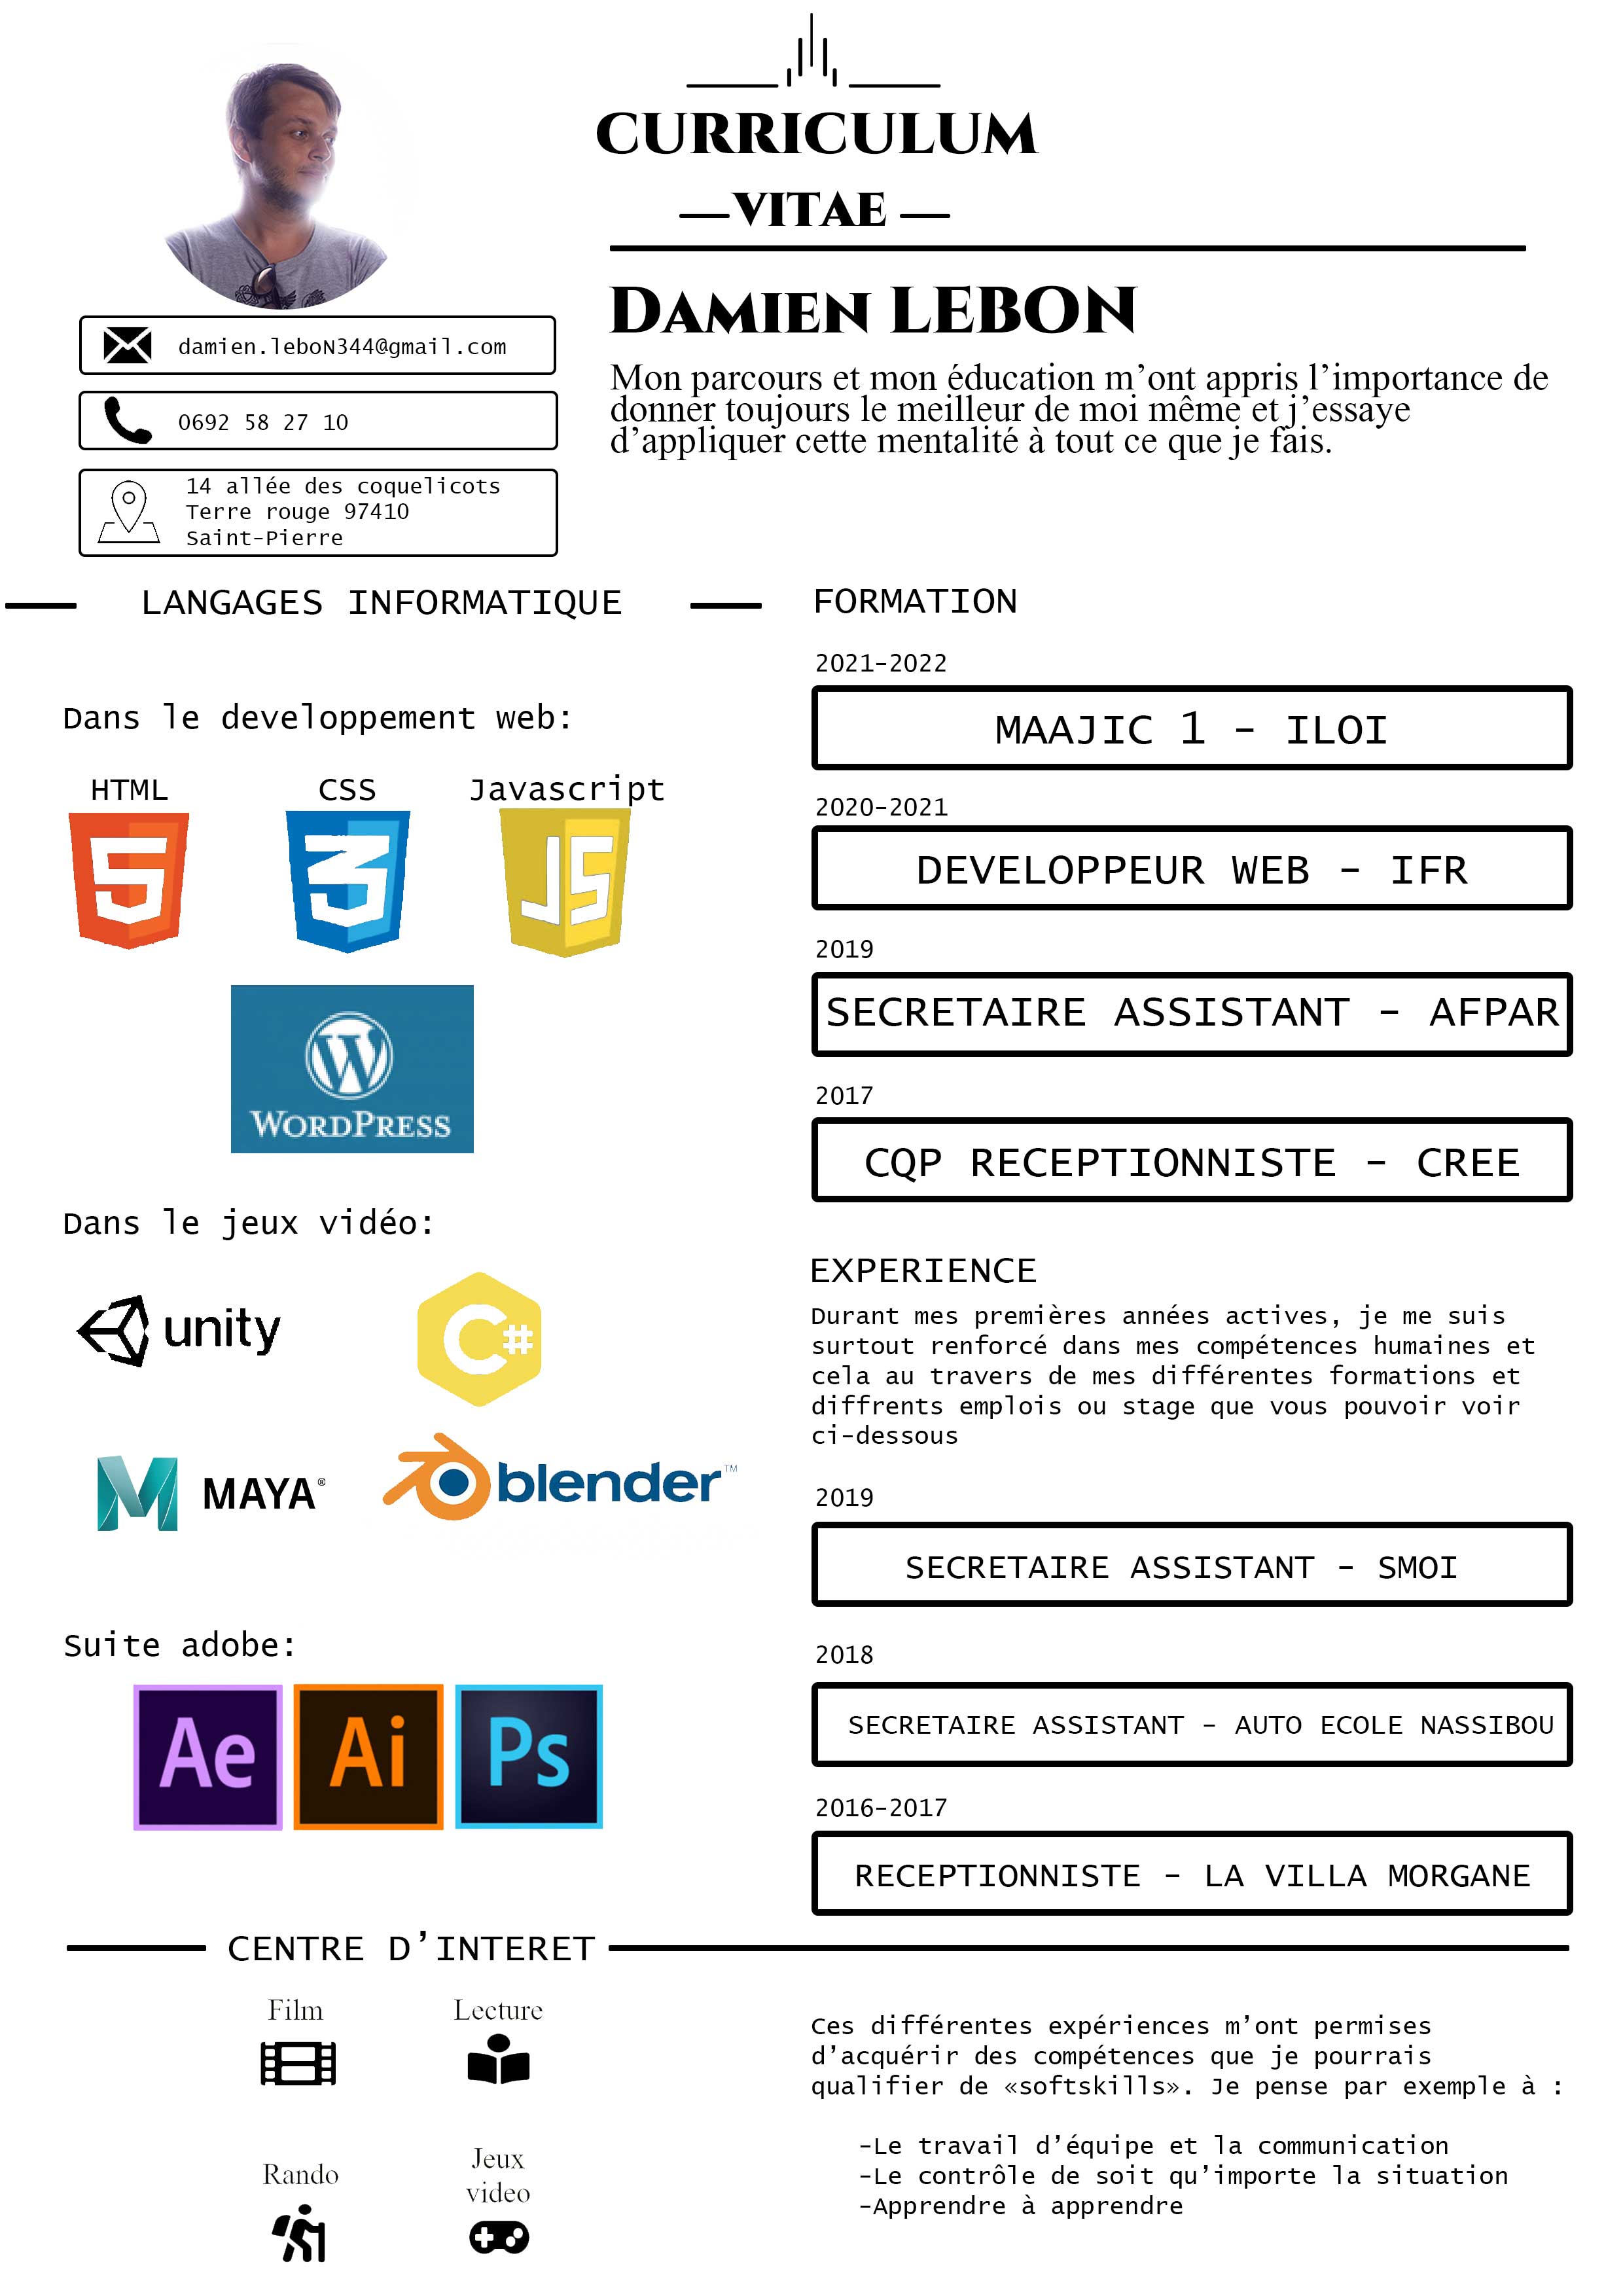 CURRICULUM
VITAE
damien.leboN344@gmail.com
0692 58 27 10
14 allée des coquelicots
Terre rouge 97410
Saint-Pierre
DAMIEN LEBON
Mon parcours et mon éducation m’ont appris l’importance de
donner toujours le meilleur de moi même et j’essaye
d’appliquer cette mentalité à tout ce que je fais.
LANGAGES INFORMATIQUE
Dans le developpement web:
HTML CSS Javascript
5 3 JS
W
WORDPRESS
Dans le jeux vidéo:
unity C#
M MAYA® blender™
Suite adobe:
Ae Ai Ps
FORMATION
2021-2022
MAAJIC 1 - ILOI
2020-2021
DEVELOPPEUR WEB - IFR
2019
SECRETAIRE ASSISTANT - AFPAR
2017
CQP RECEPTIONNISTE - CREE
EXPERIENCE
Durant mes premières années actives, je me suis
surtout renforcé dans mes compétences humaines et
cela au travers de mes différentes formations et
diffrents emplois ou stage que vous pouvoir voir
ci-dessous
2019
SECRETAIRE ASSISTANT - SMOI
2018
SECRETAIRE ASSISTANT - AUTO ECOLE NASSIBOU
2016-2017
RECEPTIONNISTE - LA VILLA MORGANE
CENTRE D’INTERET
Film Lecture
Rando Jeux
video
Ces différentes expériences m’ont permises
d’acquérir des compétences que je pourrais
qualifier de «softskills». Je pense par exemple à :
-Le travail d’équipe et la communication
-Le contrôle de soit qu’importe la situation
-Apprendre à apprendre